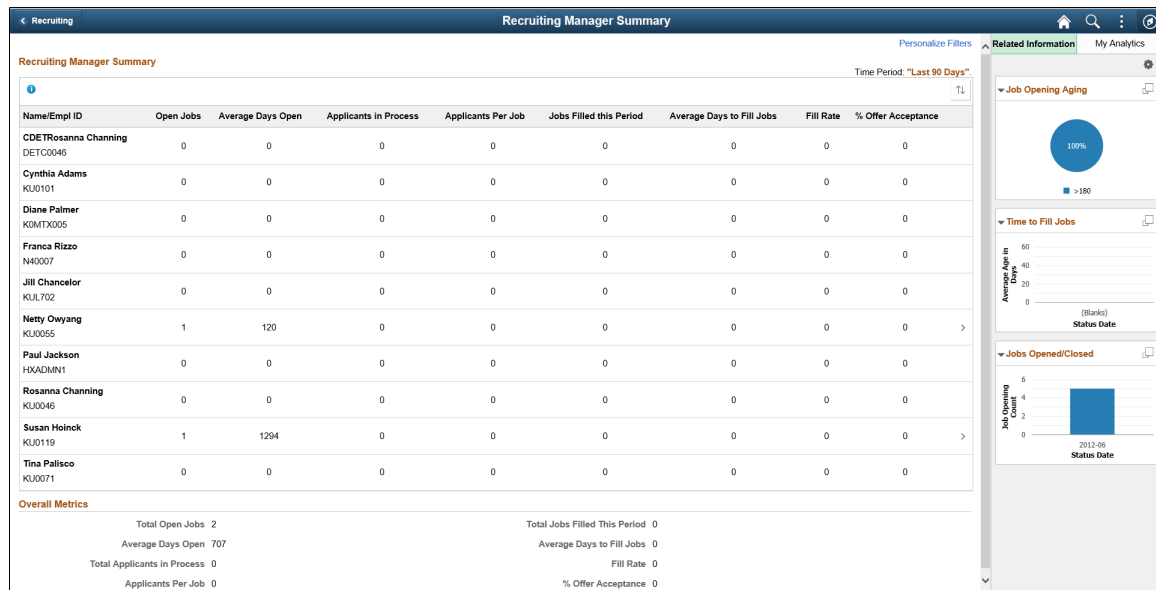 Recruiting
Recruiting Manager Summary
Personalize Filters
Recruiting Manager Summary
Time Period: "Last 90 Days".
Name/Empl ID Open Jobs Average Days Open Applicants in Process Applicants Per Job Jobs Filled this Period Average Days to Fill Jobs Fill Rate % Offer Acceptance
CDETRosanna Channing
DETC0046
0 0 0 0 0 0 0 0
Cynthia Adams
KU0101
0 0 0 0 0 0 0 0
Diane Palmer
K0MTX005
0 0 0 0 0 0 0 0
Franca Rizzo
N40007
0 0 0 0 0 0 0 0
Jill Chancelor
KUL702
0 0 0 0 0 0 0 0
Netty Owyang
KU0055
1 120 0 0 0 0 0 0
Paul Jackson
HXADMN1
0 0 0 0 0 0 0 0
Rosanna Channing
KU0046
0 0 0 0 0 0 0 0
Susan Hoinck
KU0119
1 1294 0 0 0 0 0 0
Tina Palisco
KU0071
0 0 0 0 0 0 0 0
Overall Metrics
Total Open Jobs 2
Total Jobs Filled This Period 0
Average Days Open 707
Average Days to Fill Jobs 0
Total Applicants in Process 0
Fill Rate 0
Applicants Per Job 0
% Offer Acceptance 0
Related Information
My Analytics
Job Opening Aging
100%
>180
Time to Fill Jobs
Average Age in
Days
60
40
20
0
(Blanks)
Status Date
Jobs Opened/Closed
Job Opening
Count
6
4
2
0
2012-06
Status Date